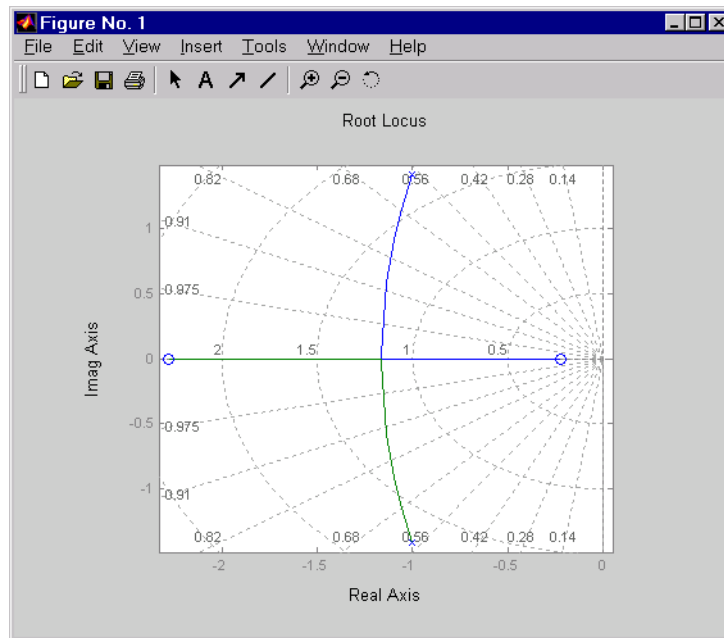 Figure No. 1
File Edit View Insert Tools Window Help
A
Root Locus
0.82 0.68 0.56 0.42 0.28 0.14
0.91
1
0.975
0.5
2 1.5 1 0.5
0
Imag Axis
-0.5
0.975
-1
0.91
0.82 0.68 0.56 0.42 0.28 0.14
-2 -1.5 -1 -0.5 0
Real Axis